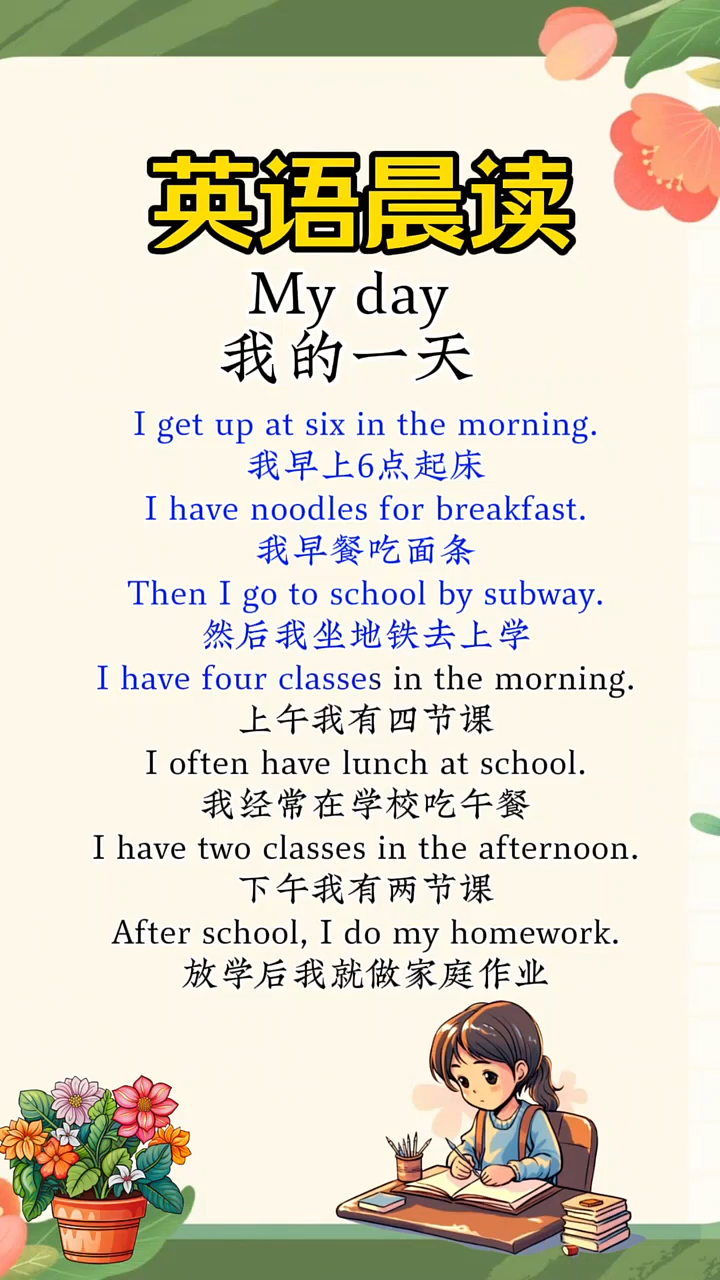 英语晨读
My day
我的一天
I get up at six in the morning.
我早上6点起床
I have noodles for breakfast.
我早餐吃面条
Then I go to school by subway.
然后我坐地铁去上学
I have four classes in the morning.
上午我有四节课
I often have lunch at school.
我经常在学校吃午餐
I have two classes in the afternoon.
下午我有两节课
After school, I do my homework.
放学后我就做家庭作业